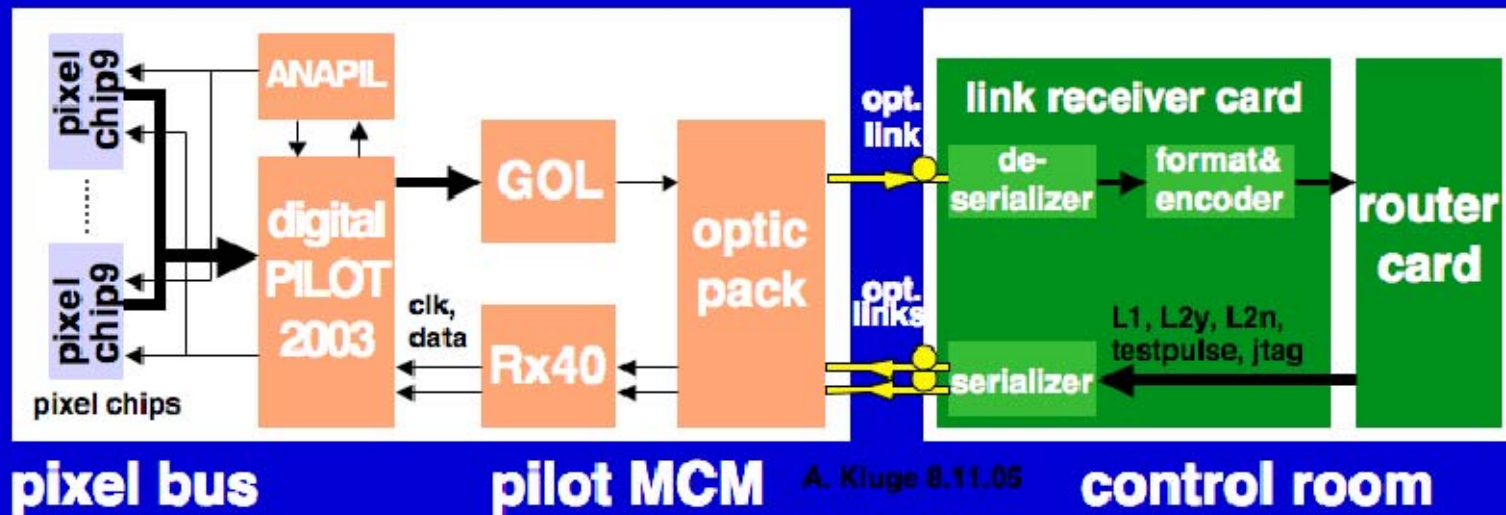 pixel
chip9
pixel
chip9
pixel chips
ANAPIL
digital
PILOT
2003
clk,
data
GOL
Rx40
optic
pack
opt.
link
opt.
links
link receiver card
de-
serializer
format&
encoder
L1, L2y, L2n,
testpulse, jtag
serializer
router
card
pixel bus
pilot MCM
A. Kluge 8.11.05
control room